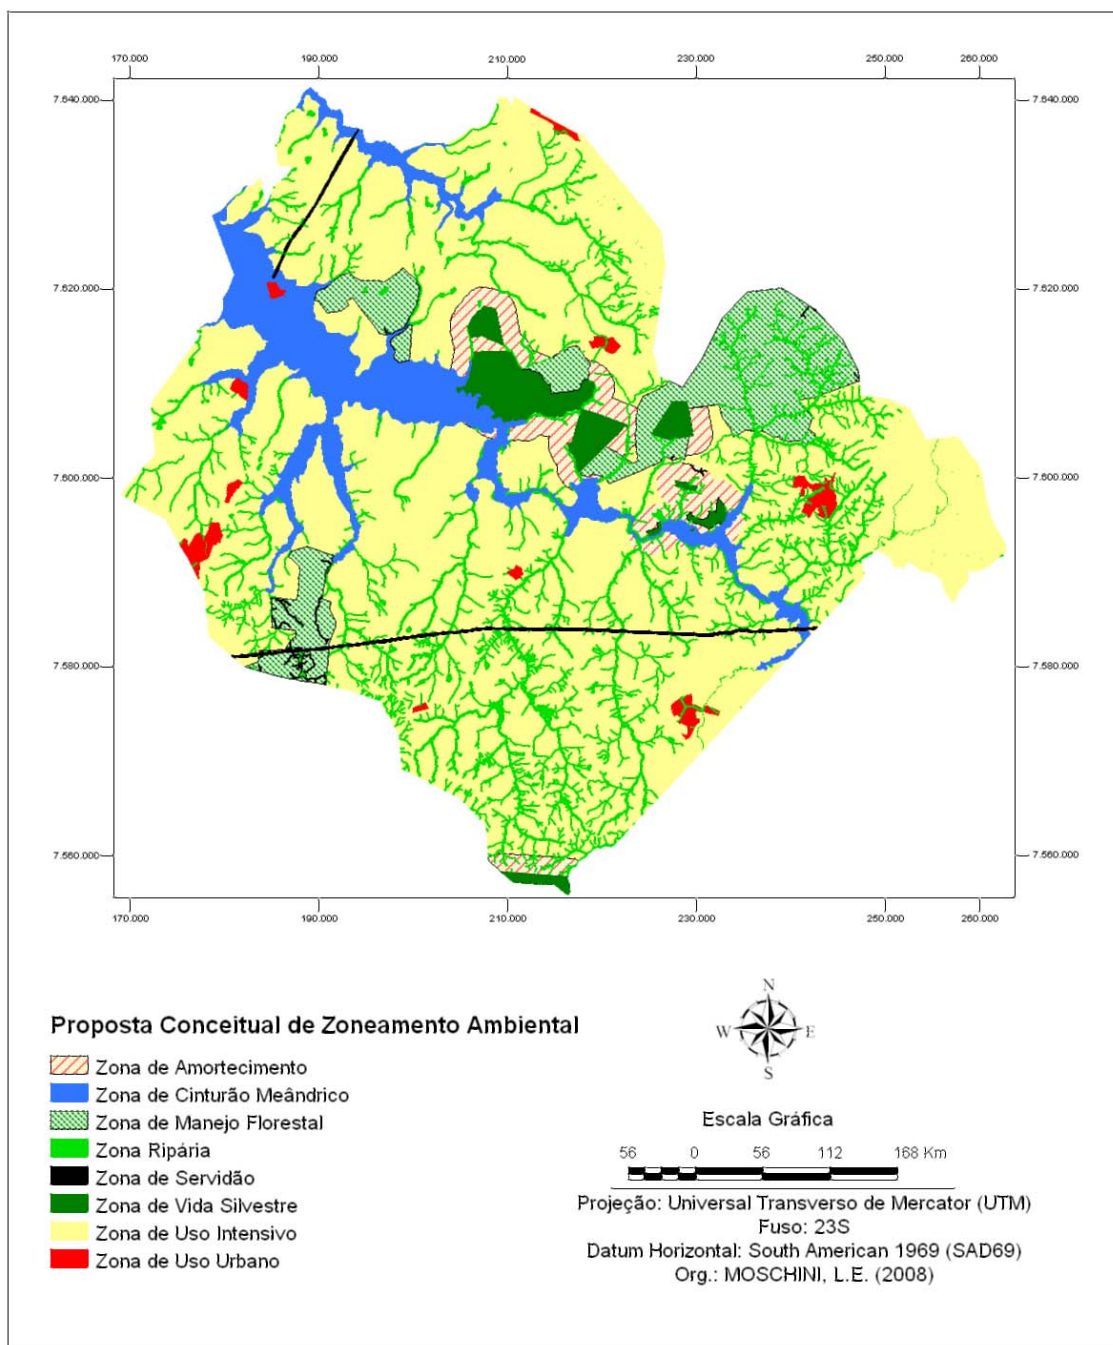 170.000 190.000 210.000 230.000 250.000 260.000
7.640.000 7.640.000
7.620.000 7.620.000
7.600.000 7.600.000
7.580.000 7.580.000
7.560.000 7.560.000
170.000 190.000 210.000 230.000 250.000 260.000
N
W E
S
Proposta Conceitual de Zoneamento Ambiental
Zona de Amortecimento
Zona de Cinturão Meândrico
Zona de Manejo Florestal
Zona Ripária
Zona de Servidão
Zona de Vida Silvestre
Zona de Uso Intensivo
Zona de Uso Urbano
Escala Gráfica
56 0 56 112 168 Km
Projeção: Universal Transverso de Mercator (UTM)
Fuso: 23S
Datum Horizontal: South American 1969 (SAD69)
Org.: MOSCHINI, L.E. (2008)